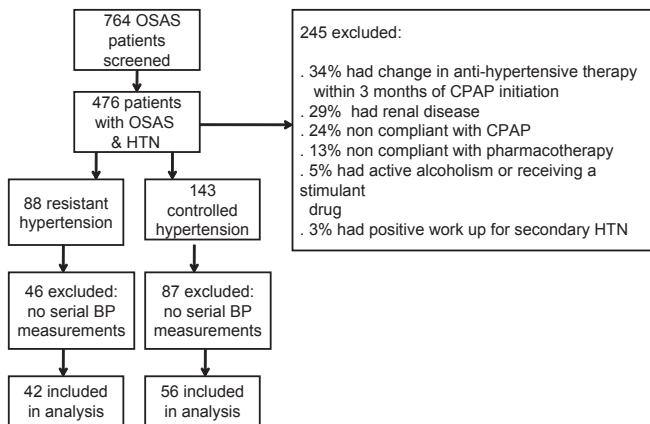 764 OSAS
patients
screened
476 patients
with OSAS
& HTN
245 excluded:
. 34% had change in anti-hypertensive therapy
within 3 months of CPAP initiation
. 29% had renal disease
. 24% non compliant with CPAP
. 13% non compliant with pharmacotherapy
. 5% had active alcoholism or receiving a
stimulant
drug
. 3% had positive work up for secondary HTN
88 resistant
hypertension
143
controlled
hypertension
46 excluded:
no serial BP
measurements
87 excluded:
no serial BP
measurements
42 included
in analysis
56 included
in analysis